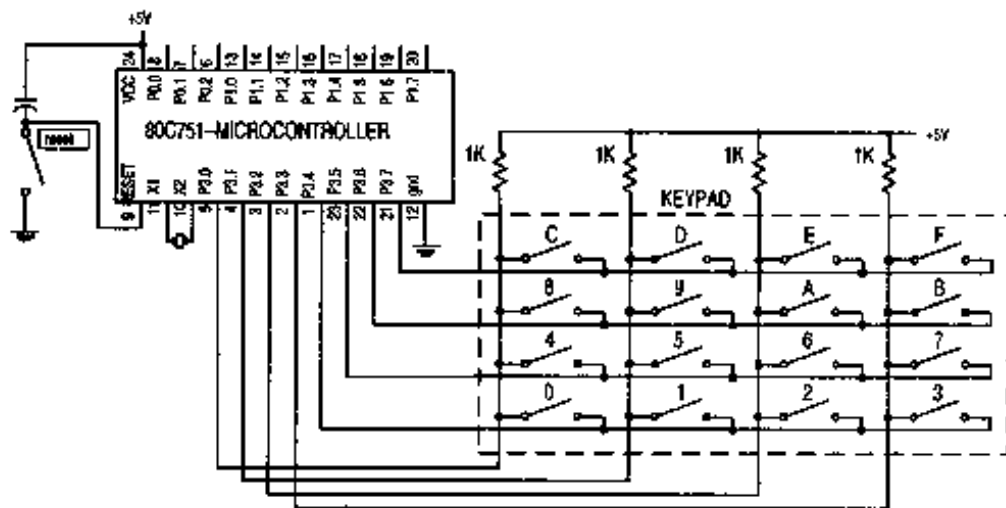 +5V
24 8 7 6 13 14 15 16 17 18 19 20
VCC P0.0 P0.1 P0.2 P1.0 P1.1 P1.2 P1.3 P1.4 P1.5 P1.6 P1.7
80C751-MICROCONTROLLER
reset
RESET X1 X2 P3.0 P3.1 P3.2 P3.3 P3.4 P3.5 P3.6 P3.7 gnd
9 11 10 5 4 3 2 1 23 22 21 12
+5V
1K 1K 1K 1K
KEYPAD
C D E F
8 9 A B
4 5 6 7
0 1 2 3